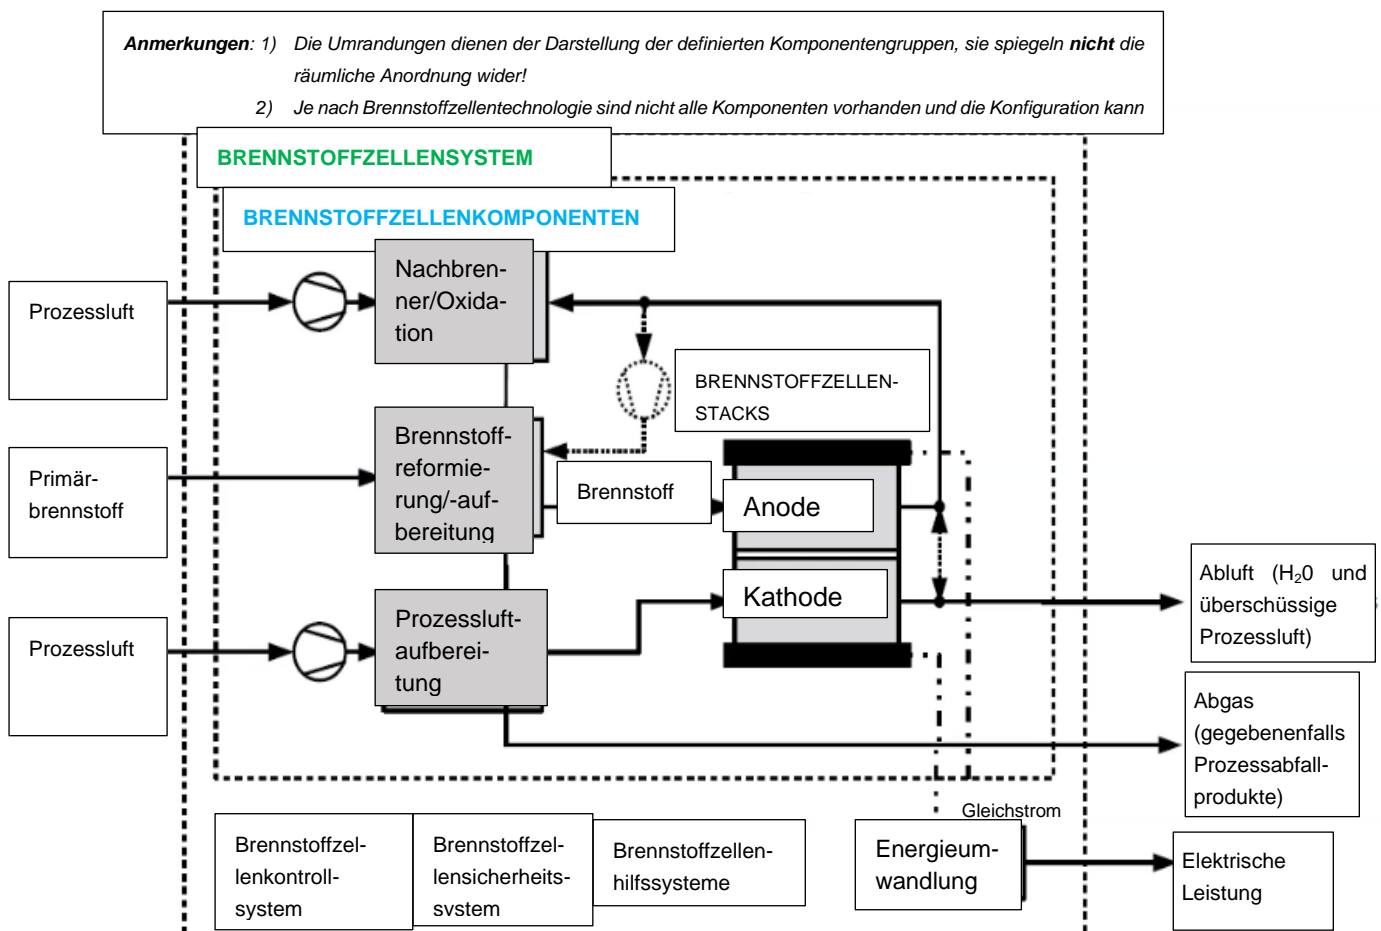 Anmerkungen: 1) Die Umrandungen dienen der Darstellung der definierten Komponentengruppen, sie spiegeln nicht die
räumliche Anordnung wider!
2) Je nach Brennstoffzellentechnologie sind nicht alle Komponenten vorhanden und die Konfiguration kann
BRENNSTOFFZELLENSYSTEM
BRENNSTOFFZELLENKOMPONENTEN
Prozessluft
Nachbren-
ner/Oxida-
tion
BRENNSTOFFZELLEN-
STACKS
Primär-
brennstoff
Brennstoff-
reformie-
rung/-auf-
bereitung
Brennstoff
Anode
Kathode
Prozessluft
Prozessluft-
aufberei-
tung
Abluft (H₂0 und
überschüssige
Prozessluft)
Abgas
(gegebenenfalls
Prozessabfall-
produkte)
Gleichstrom
Brennstoffzel-
lenkontroll-
system
Brennstoffzel-
lensicherheits-
system
Brennstoffzellen-
hilfssysteme
Energieum-
wandlung
Elektrische
Leistung